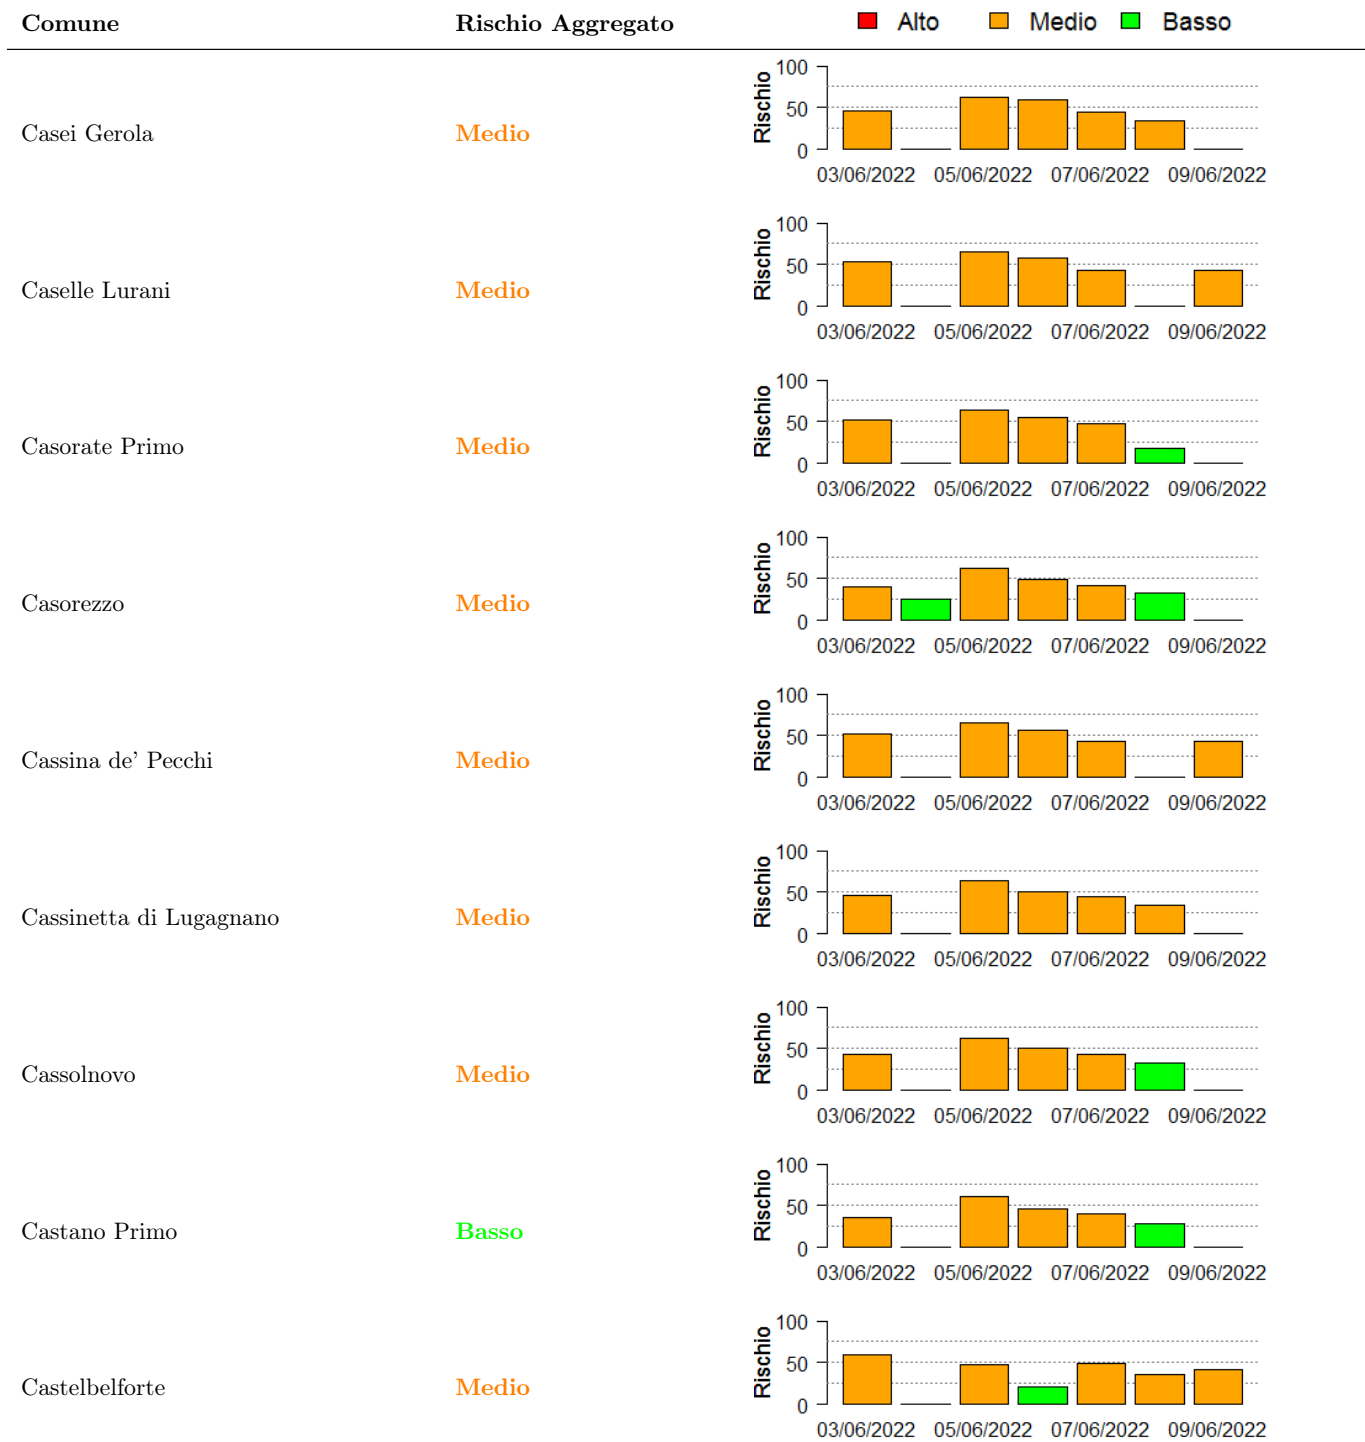 Comune Rischio Aggregato Alto Medio Basso
100
50
0
Rischio
Casei Gerola Medio
03/06/2022 05/06/2022 07/06/2022 09/06/2022
100
50
0
Rischio
Caselle Lurani Medio
03/06/2022 05/06/2022 07/06/2022 09/06/2022
100
50
0
Rischio
Casorate Primo Medio
03/06/2022 05/06/2022 07/06/2022 09/06/2022
100
50
0
Rischio
Casorezzo Medio
03/06/2022 05/06/2022 07/06/2022 09/06/2022
100
50
0
Rischio
Cassina de' Pecchi Medio
03/06/2022 05/06/2022 07/06/2022 09/06/2022
100
50
0
Rischio
Cassinetta di Lugagnano Medio
03/06/2022 05/06/2022 07/06/2022 09/06/2022
100
50
0
Rischio
Cassolnovo Medio
03/06/2022 05/06/2022 07/06/2022 09/06/2022
100
50
0
Rischio
Castano Primo Basso
03/06/2022 05/06/2022 07/06/2022 09/06/2022
100
50
0
Rischio
Castelbelforte Medio
03/06/2022 05/06/2022 07/06/2022 09/06/2022